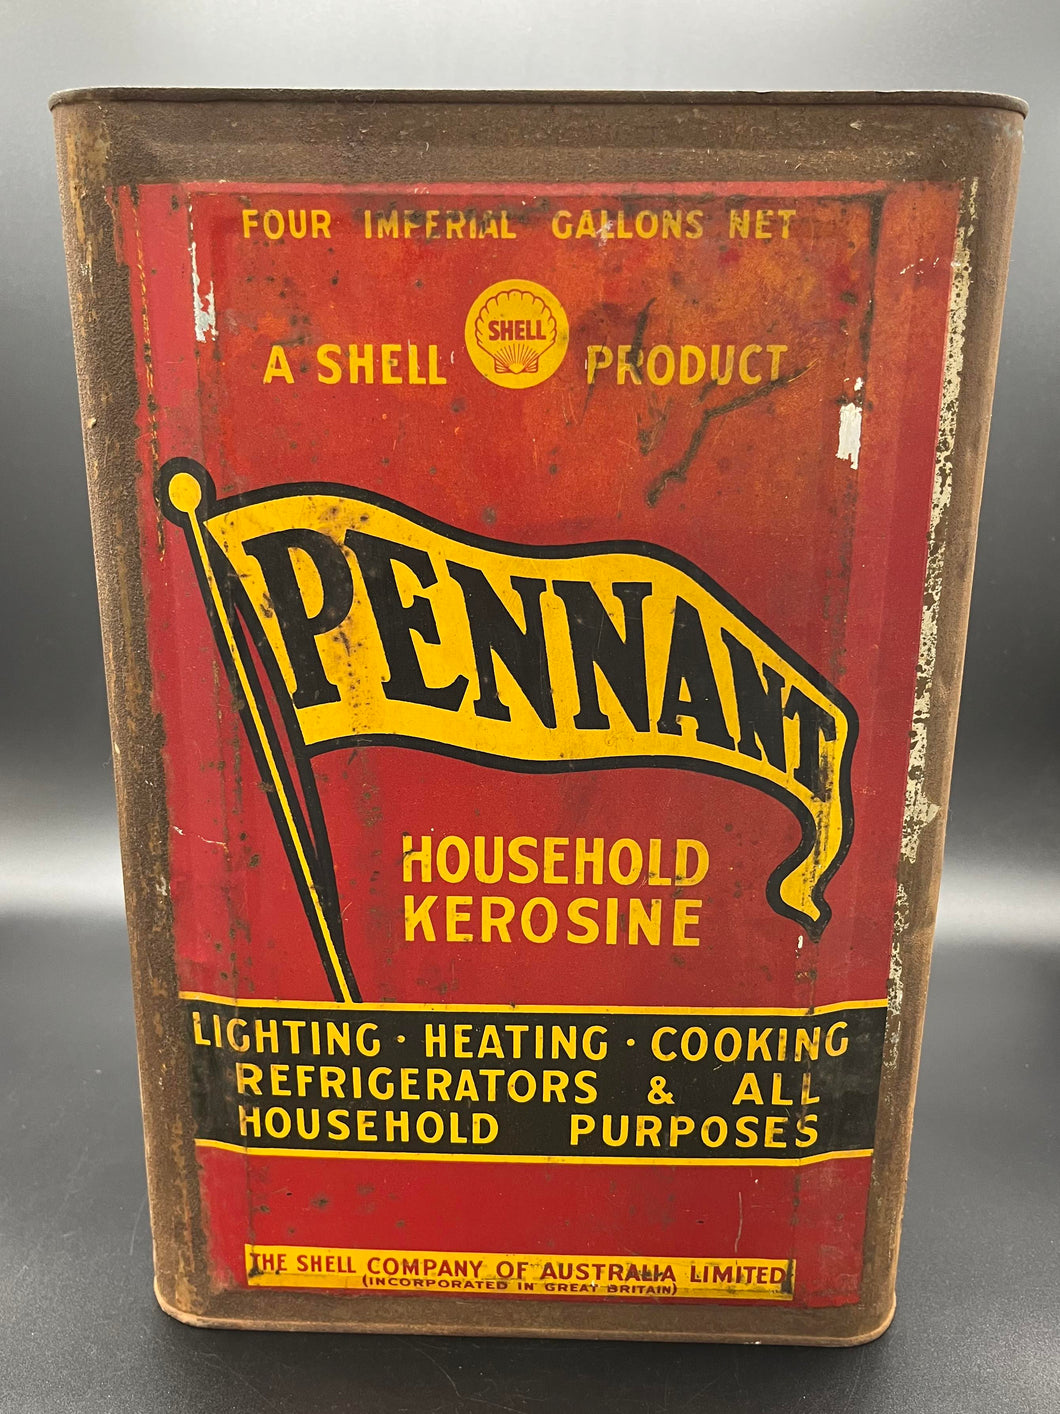 FOUR IMPERIAL GALLONS NET
SHELL
A SHELL PRODUCT
PENNANT
HOUSEHOLD
KEROSINE
LIGHTING · HEATING · COOKING
REFRIGERATORS & ALL
HOUSEHOLD PURPOSES
THE SHELL COMPANY OF AUSTRALIA LIMITED
(INCORPORATED IN GREAT BRITAIN)